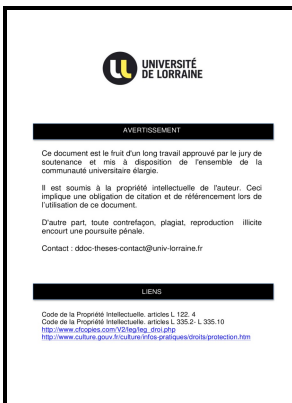 UNIVERSITÉ
DE LORRAINE
AVERTISSEMENT
Ce document est le fruit d'un long travail approuvé par le jury de
soutenance et mis à disposition de l'ensemble de la
communauté universitaire élargie.
Il est soumis à la propriété intellectuelle de l'auteur. Ceci
implique une obligation de citation et de référencement lors de
l'utilisation de ce document.
D'autre part, toute contrefaçon, plagiat, reproduction illicite
encourt une poursuite pénale.
Contact : ddoc-theses-contact@univ-lorraine.fr
LIENS
Code de la Propriété Intellectuelle. articles L 122. 4
Code de la Propriété Intellectuelle. articles L 335.2- L 335.10
http://www.cfcopies.com/V2/leg/leg_droi.php
http://www.culture.gouv.fr/culture/infos-pratiques/droits/protection.htm